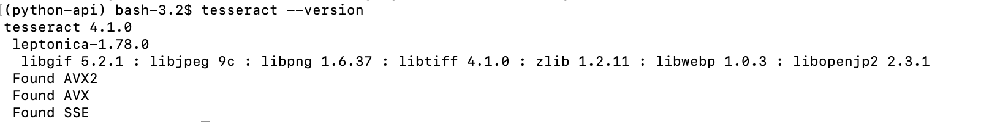 [(python-api) bash-3.2$ tesseract --version
tesseract 4.1.0
 leptonica-1.78.0
  libgif 5.2.1 : libjpeg 9c : libpng 1.6.37 : libtiff 4.1.0 : zlib 1.2.11 : libwebp 1.0.3 : libopenjp2 2.3.1
 Found AVX2
 Found AVX
 Found SSE